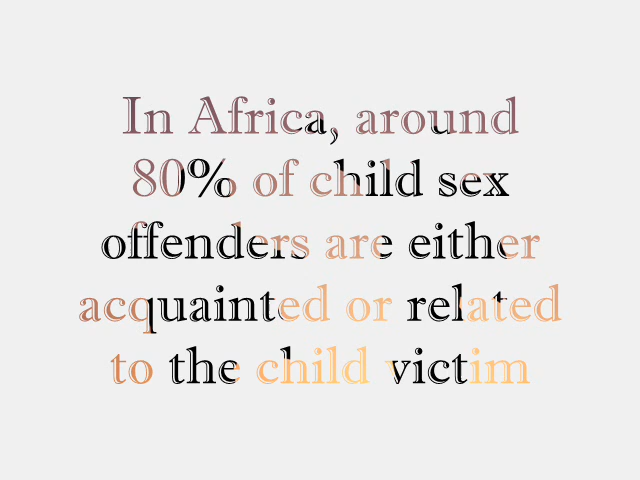 In Africa, around
80% of child sex
offenders are either
acquainted or related
to the child victim